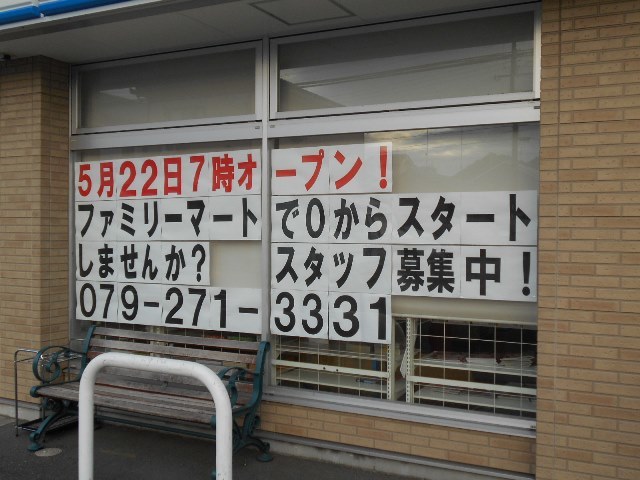 5月22日7時オープン!
ファミリーマートで0からスタート
しませんか? スタッフ募集中!
079-271-3331